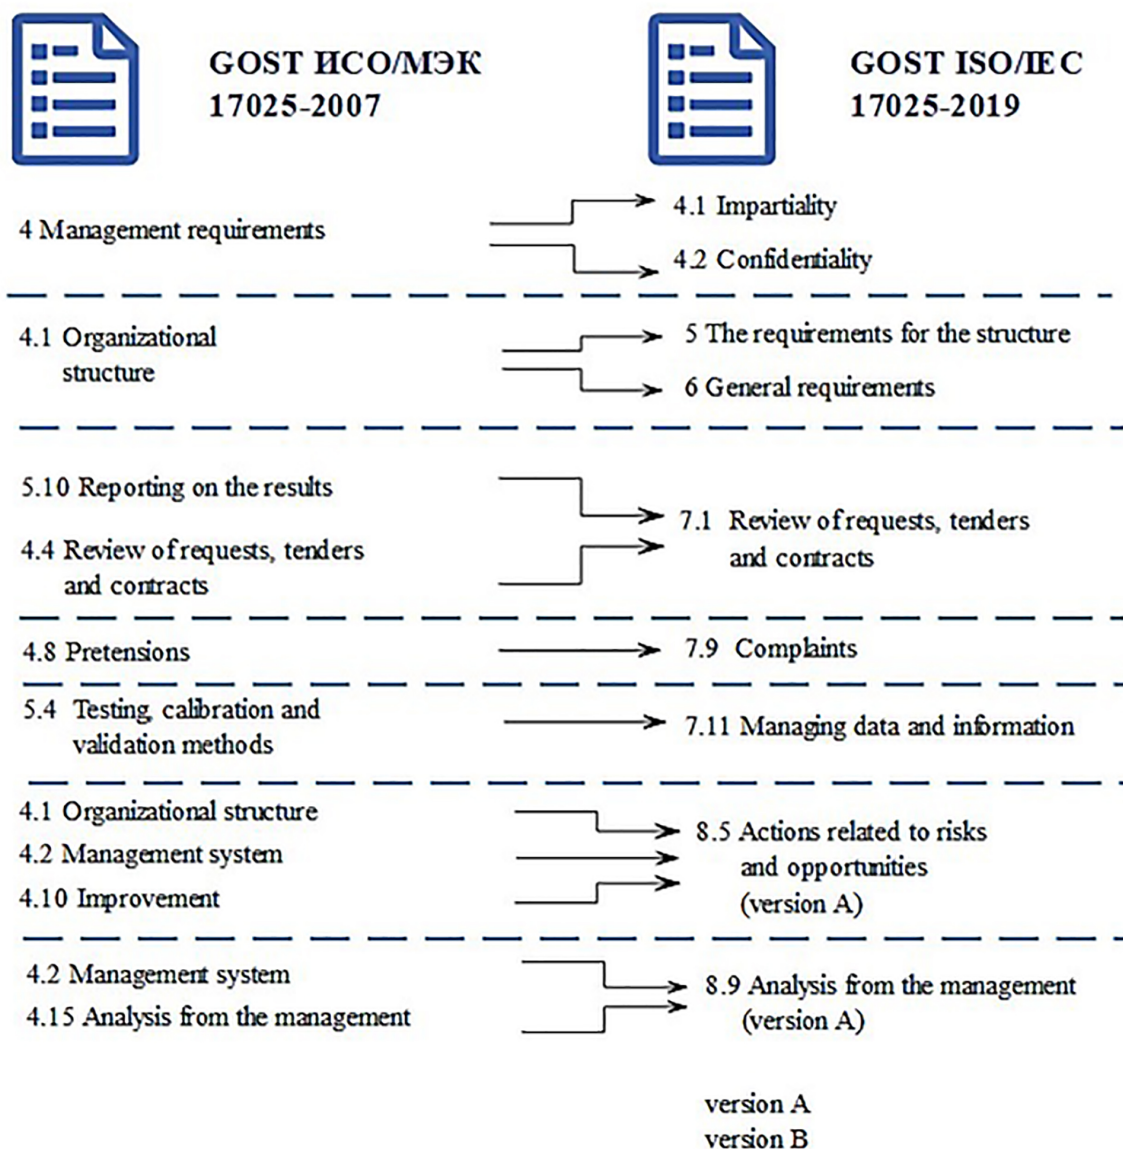 GOST ИСО/МЭК
17025-2007
GOST ISO/IEC
17025-2019
4 Management requirements
4.1 Impartiality
4.2 Confidentiality
4.1 Organizational
structure
5 The requirements for the structure
6 General requirements
5.10 Reporting on the results
4.4 Review of requests, tenders
and contracts
7.1 Review of requests, tenders
and contracts
4.8 Pretensions
7.9 Complaints
5.4 Testing, calibration and
validation methods
7.11 Managing data and information
4.1 Organizational structure
4.2 Management system
4.10 Improvement
8.5 Actions related to risks
and opportunities
(version A)
4.2 Management system
4.15 Analysis from the management
8.9 Analysis from the management
(version A)
version A
version B